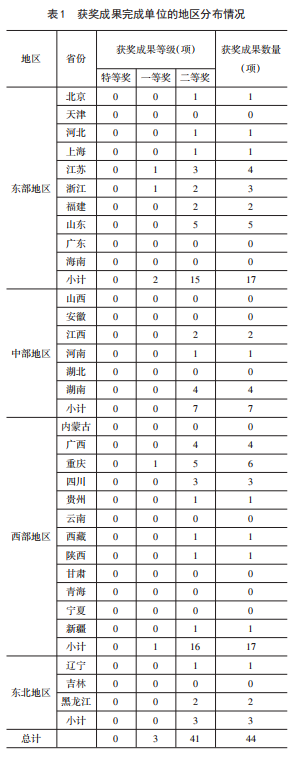 表1 获奖成果完成单位的地区分布情况
地区 省份 获奖成果等级(项) 获奖成果数量(项)
特等奖 一等奖 二等奖
东部地区
北京 0 0 1 1
天津 0 0 0 0
河北 0 0 1 1
上海 0 0 1 1
江苏 0 1 3 4
浙江 0 1 2 3
福建 0 0 2 2
山东 0 0 5 5
广东 0 0 0 0
海南 0 0 0 0
小计 0 2 15 17
中部地区
山西 0 0 0 0
安徽 0 0 0 0
江西 0 0 2 2
河南 0 0 1 1
湖北 0 0 0 0
湖南 0 0 4 4
小计 0 0 7 7
西部地区
内蒙古 0 0 0 0
广西 0 0 4 4
重庆 0 1 5 6
四川 0 0 3 3
贵州 0 0 1 1
云南 0 0 0 0
西藏 0 0 1 1
陕西 0 0 1 1
甘肃 0 0 0 0
青海 0 0 0 0
宁夏 0 0 0 0
新疆 0 0 1 1
小计 0 1 16 17
东北地区
辽宁 0 0 1 1
吉林 0 0 0 0
黑龙江 0 0 2 2
小计 0 0 3 3
总计 0 3 41 44